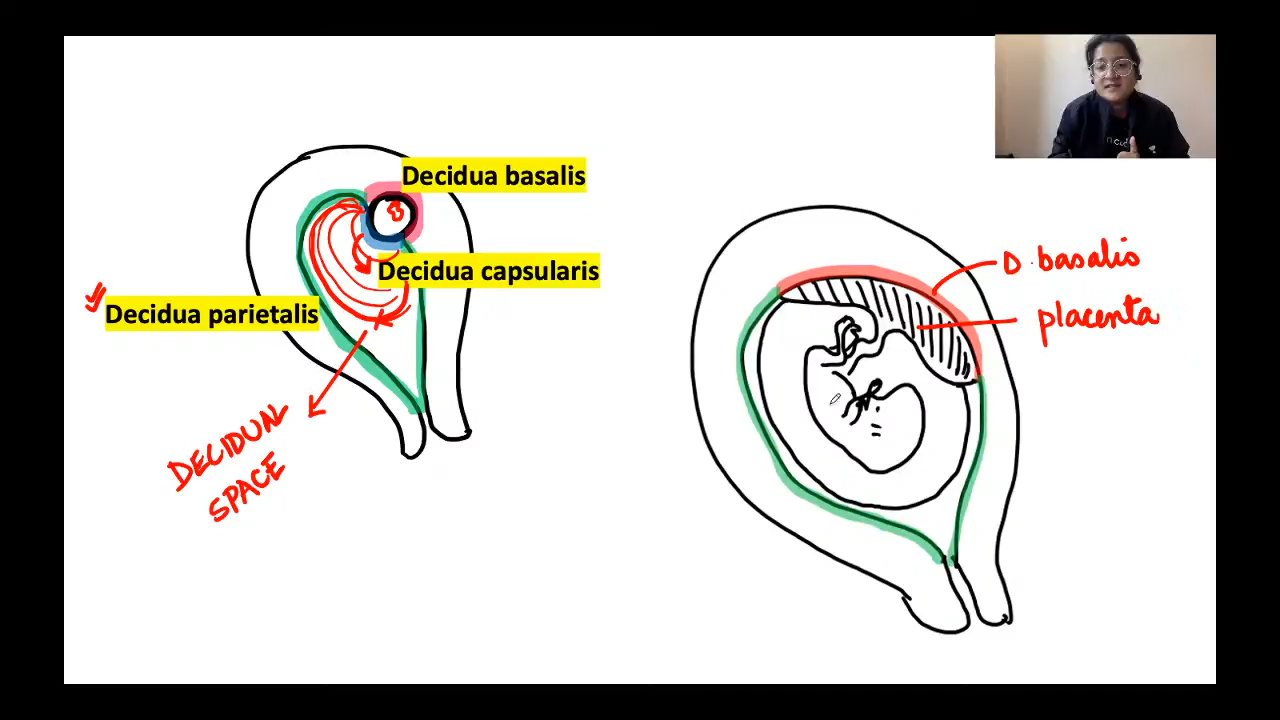 Decidua basalis
Decidua capsularis
Decidua parietalis
DECIDUAL
SPACE
D. basalis
placenta